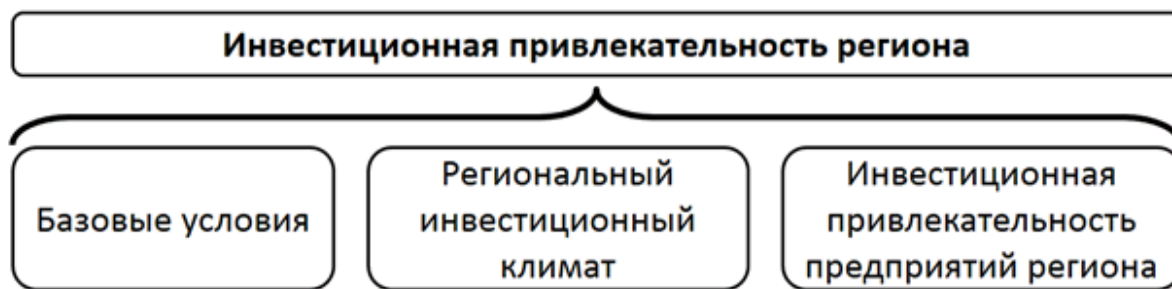 Инвестиционная привлекательность региона
Базовые условия
Региональный
инвестиционный
климат
Инвестиционная
привлекательность
предприятий региона